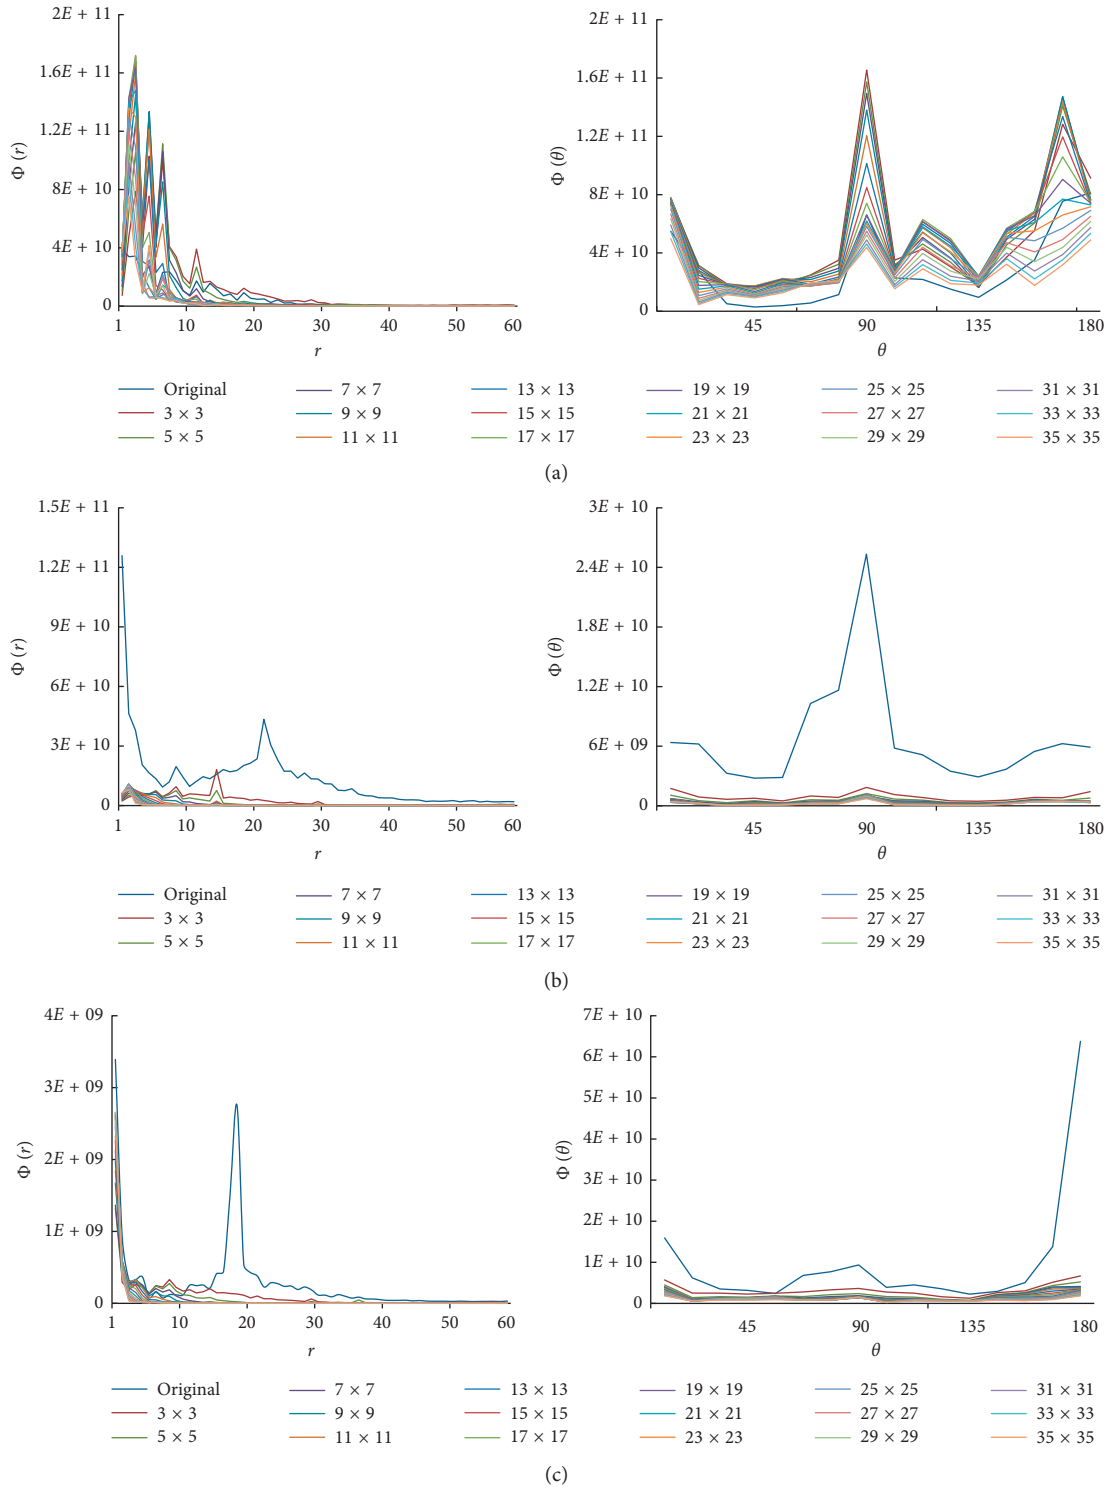 2E + 11
1.6E + 11
1.2E + 11
8E + 10
4E + 10
0
Φ (r)
1 10 20 30 40 50 60
r
2E + 11
1.6E + 11
1.2E + 11
8E + 10
4E + 10
0
Φ (θ)
45 90 135 180
θ
Original 7 × 7 13 × 13 19 × 19 25 × 25 31 × 31
3 × 3 9 × 9 15 × 15 21 × 21 27 × 27 33 × 33
5 × 5 11 × 11 17 × 17 23 × 23 29 × 29 35 × 35
(a)
1.5E + 11
1.2E + 11
9E + 10
6E + 10
3E + 10
0
Φ (r)
1 10 20 30 40 50 60
r
3E + 10
2.4E + 10
1.8E + 10
1.2E + 10
6E + 09
0
Φ (θ)
45 90 135 180
θ
Original 7 × 7 13 × 13 19 × 19 25 × 25 31 × 31
3 × 3 9 × 9 15 × 15 21 × 21 27 × 27 33 × 33
5 × 5 11 × 11 17 × 17 23 × 23 29 × 29 35 × 35
(b)
4E + 09
3E + 09
2E + 09
1E + 09
0
Φ (r)
1 10 20 30 40 50 60
r
7E + 10
6E + 10
5E + 10
4E + 10
3E + 10
2E + 10
1E + 10
0
Φ (θ)
45 90 135 180
θ
Original 7 × 7 13 × 13 19 × 19 25 × 25 31 × 31
3 × 3 9 × 9 15 × 15 21 × 21 27 × 27 33 × 33
5 × 5 11 × 11 17 × 17 23 × 23 29 × 29 35 × 35
(c)